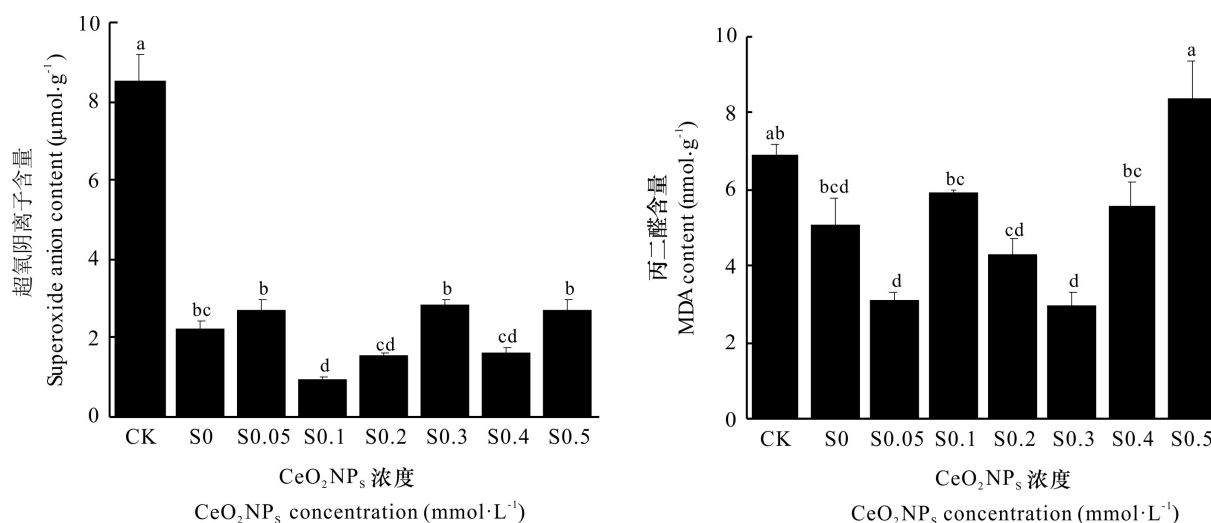 超氧阴离子含量
Superoxide anion content (μmol·g⁻¹)
10
8
6
4
2
0
a
bc
b
d
cd
b
cd
b
CK S0 S0.05 S0.1 S0.2 S0.3 S0.4 S0.5
CeO₂NPₛ 浓度
CeO₂NPₛ concentration (mmol·L⁻¹)
丙二醛含量
MDA content (nmol·g⁻¹)
10
8
6
4
2
0
ab
bcd
d
bc
cd
d
bc
a
CK S0 S0.05 S0.1 S0.2 S0.3 S0.4 S0.5
CeO₂NPₛ 浓度
CeO₂NPₛ concentration (mmol·L⁻¹)